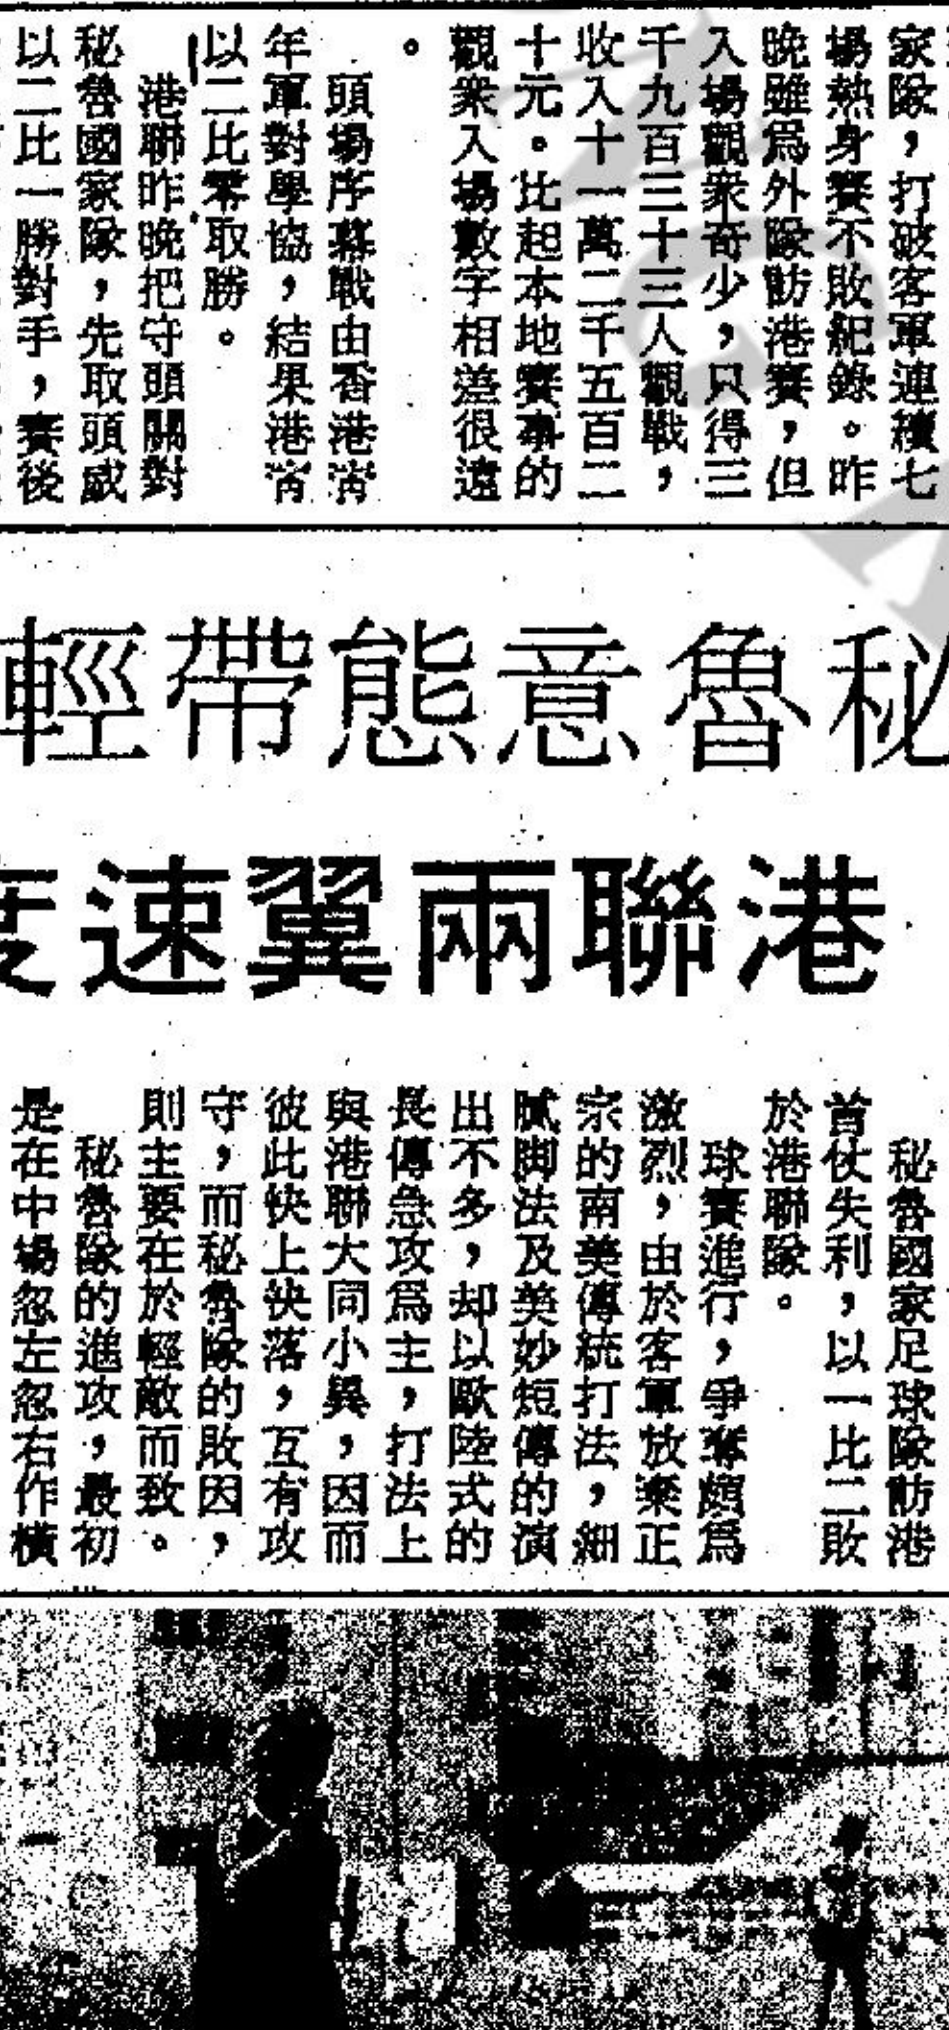 家隊，打破客軍連續七
場熱身賽不敗紀錄。昨
晚雖爲外隊訪港賽，但
入場觀衆奇少，只得三
千九百三十三人觀戰，
收入十一萬二千五百二
十元。比起本地賽事的
觀衆入場數字相差很遠
。
頭場序幕戰由香港靑
年軍對學協，結果港靑
以二比零取勝。
港聯昨晚把守頭關對
秘魯國家隊，先取頭威
以二比一勝對手，賽後
秘魯意態帶輕
港聯兩翼速度
秘魯國家足球隊訪港
首仗失利，以一比二敗
於港聯隊。
球賽進行，爭奪頗爲
激烈，由於客軍放棄正
宗的南美傳統打法，細
膩脚法及美妙短傳的演
出不多，却以歐陸式的
長傳急攻爲主，打法上
與港聯大同小異，因而
彼此快上快落，互有攻
守，而秘魯隊的敗因，
則主要在於輕敵而致。
秘魯隊的進攻，最初
是在中場忽左忽右作橫